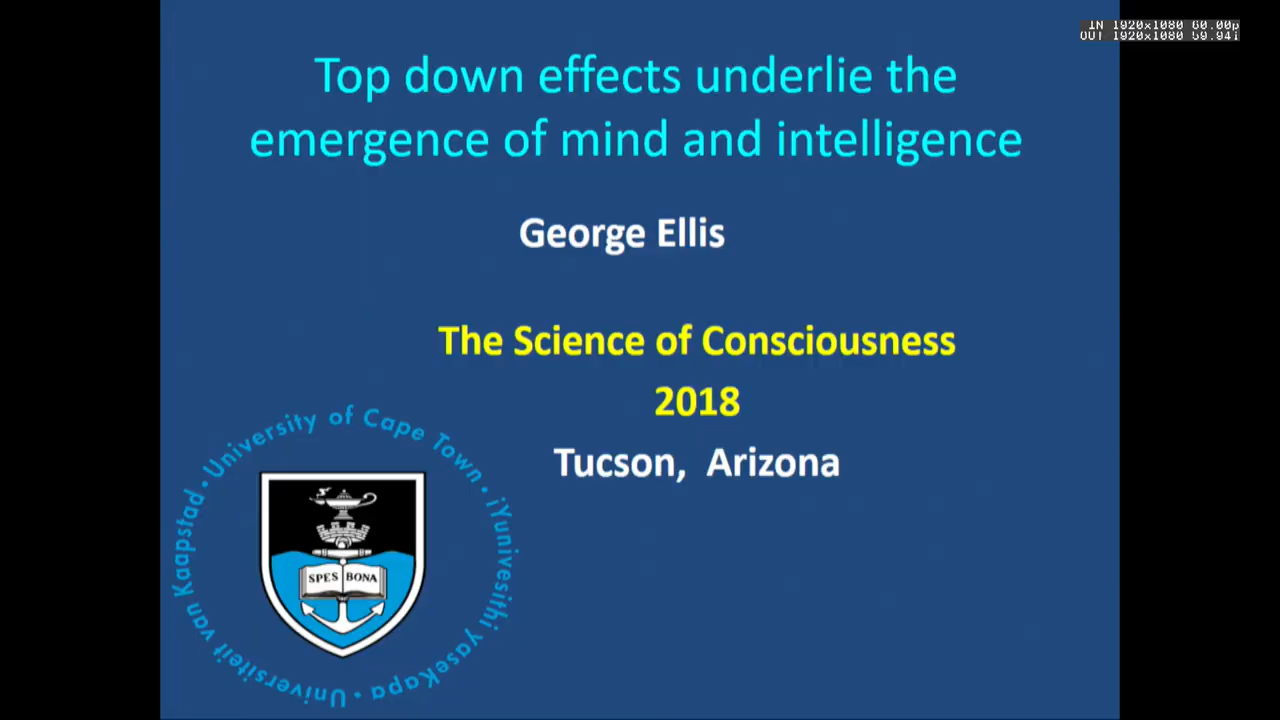 IN 1920x1080 60.00p
OUT 1920x1080 59.94i
Top down effects underlie the
emergence of mind and intelligence
George Ellis
The Science of Consciousness
2018
Tucson, Arizona
University of Cape Town • iYunivesithi yaseKapa • Universiteit van Kaapstad •
SPES BONA